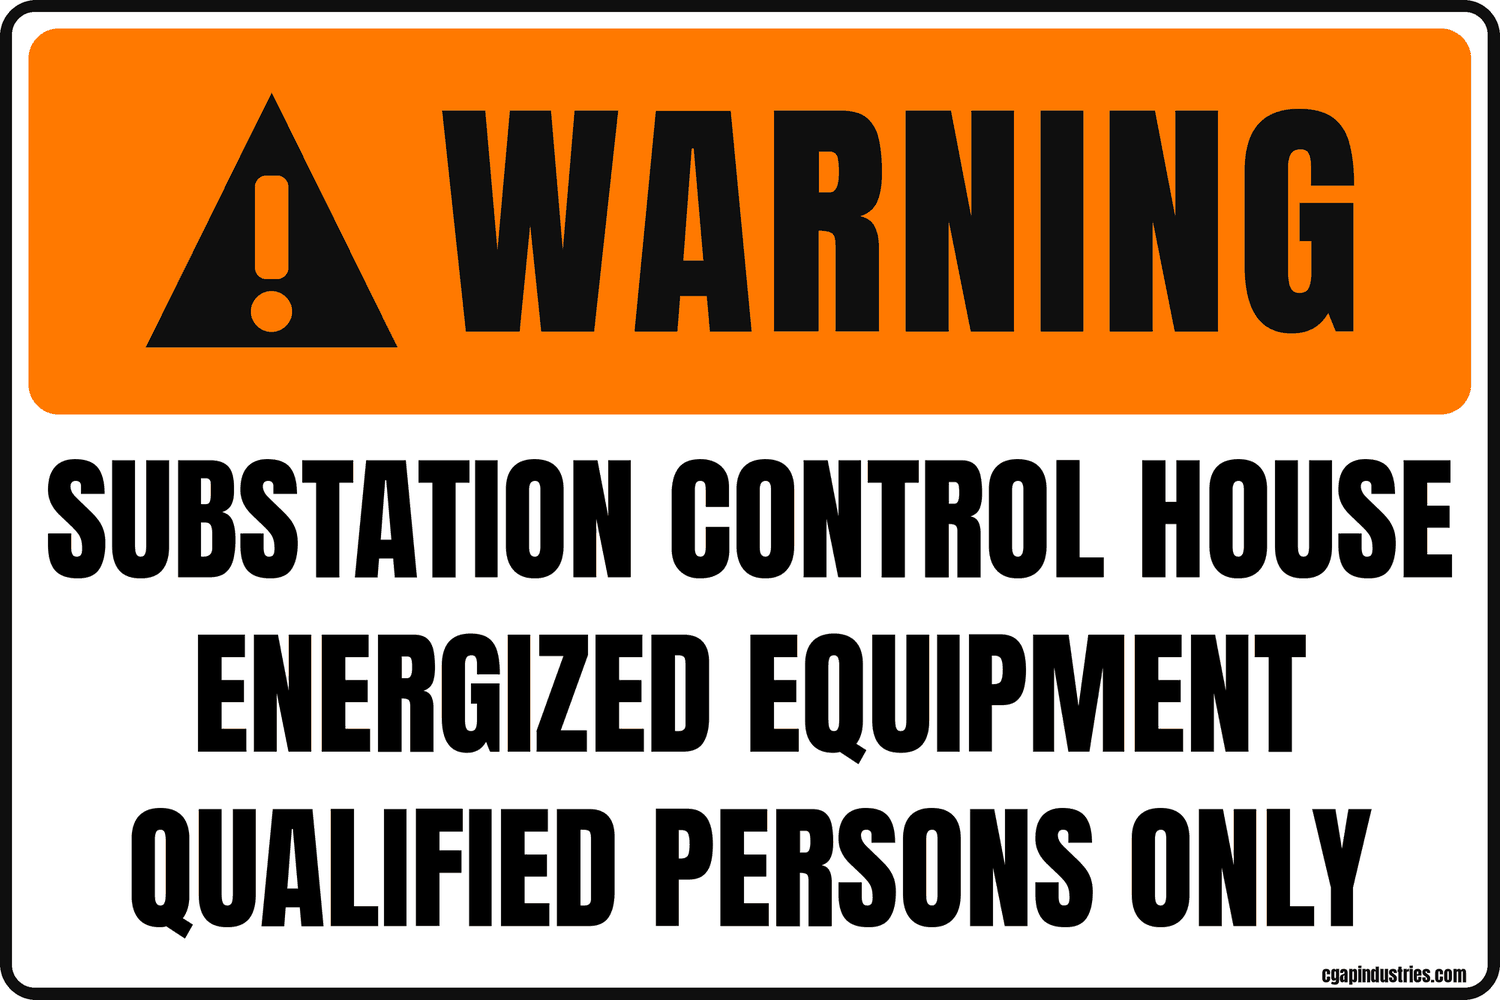 WARNING
SUBSTATION CONTROL HOUSE
ENERGIZED EQUIPMENT
QUALIFIED PERSONS ONLY
cgapindustries.com